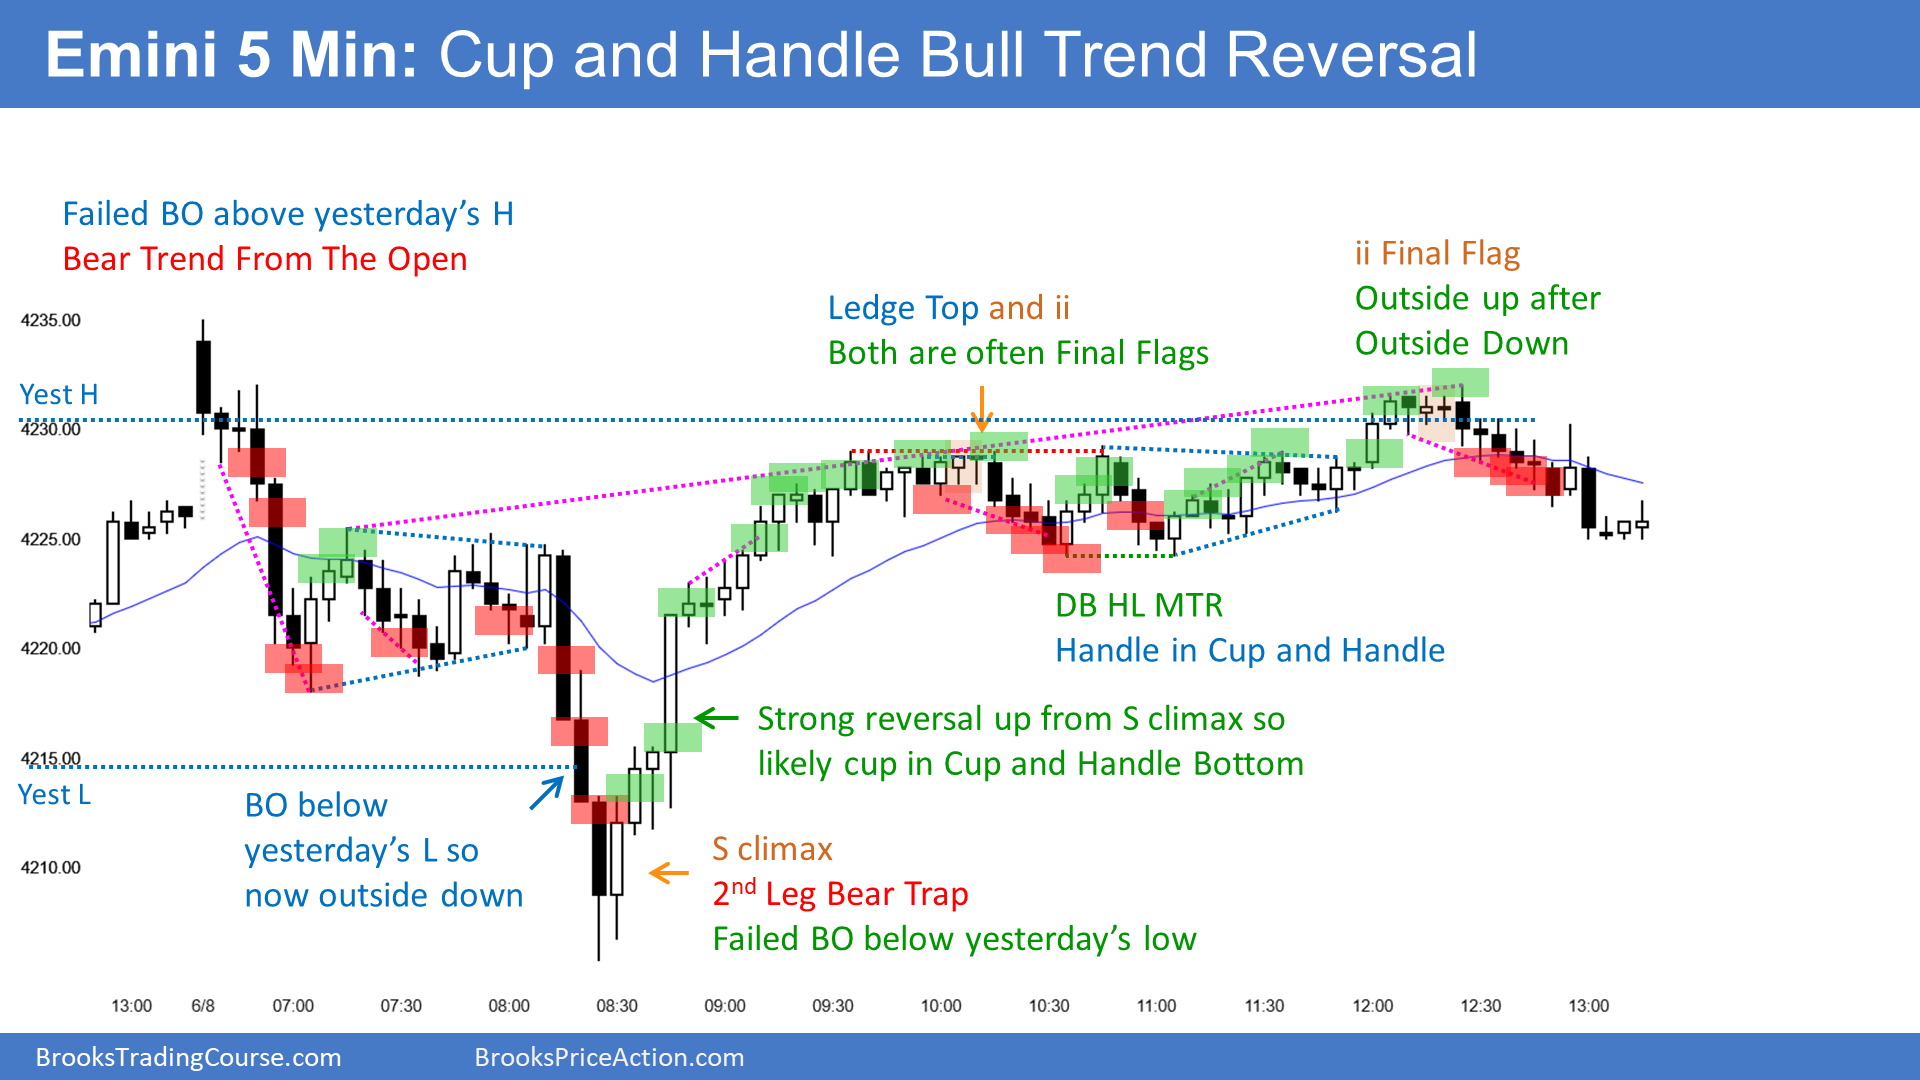 Emini 5 Min: Cup and Handle Bull Trend Reversal
Failed BO above yesterday’s H
Bear Trend From The Open
ii Final Flag
Outside up after
Outside Down
Ledge Top and ii
Both are often Final Flags
4235.00
Yest H
4230.00
4225.00
4220.00
4215.00
Yest L
4210.00
DB HL MTR
Handle in Cup and Handle
Strong reversal up from S climax so
likely cup in Cup and Handle Bottom
BO below
yesterday’s L so
now outside down
S climax
2nd Leg Bear Trap
Failed BO below yesterday’s low
13:00 6/8 07:00 07:30 08:00 08:30 09:00 09:30 10:00 10:30 11:00 11:30 12:00 12:30 13:00
BrooksTradingCourse.com BrooksPriceAction.com